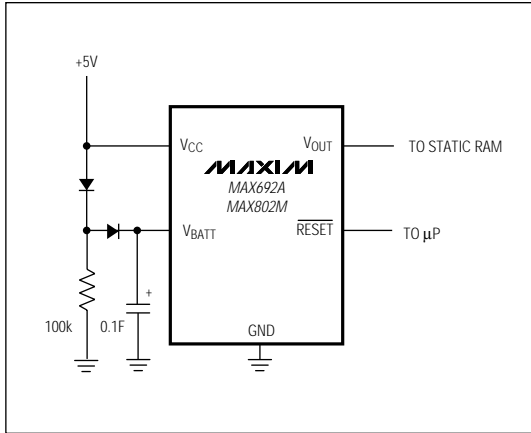 +5V
VCC
VOUT
TO STATIC RAM
MAXIM
MAX692A
MAX802M
VBATT
RESET
TO μP
+
100k
0.1F
GND